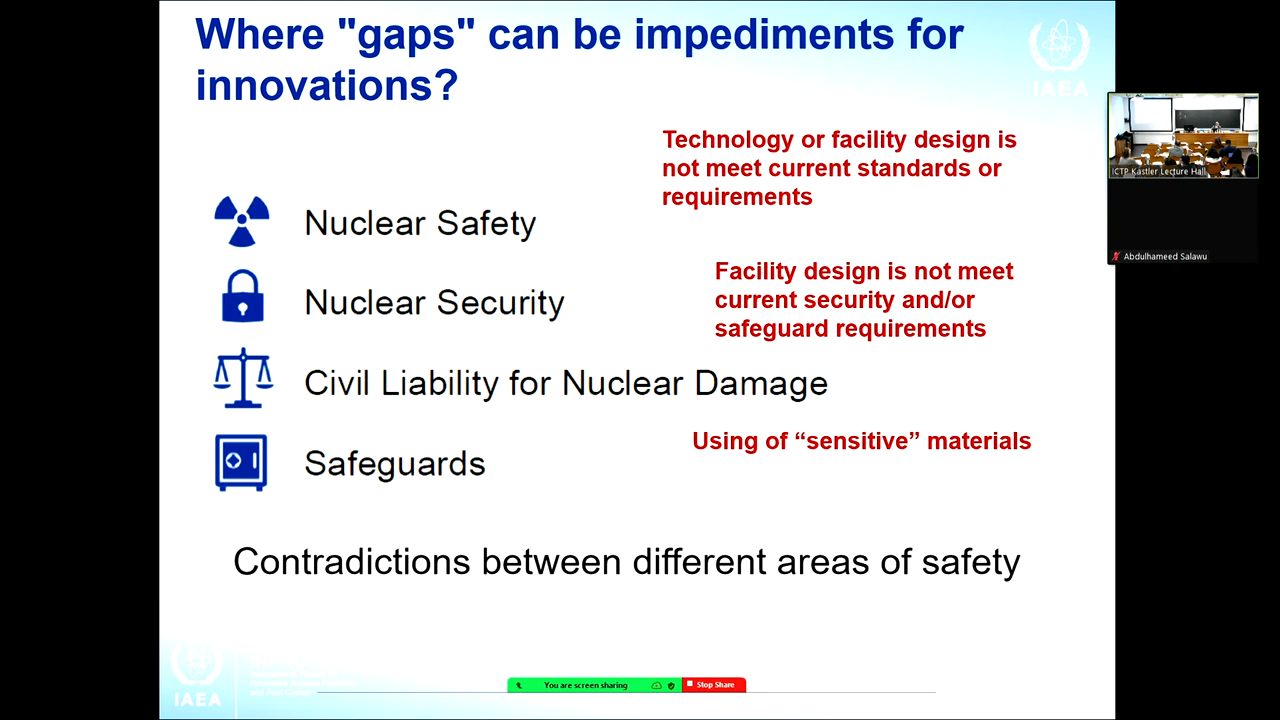 Where "gaps" can be impediments for
innovations?
IAEA
Technology or facility design is
not meet current standards or
requirements
Nuclear Safety
Facility design is not meet
current security and/or
safeguard requirements
Nuclear Security
Civil Liability for Nuclear Damage
Using of “sensitive” materials
Safeguards
Contradictions between different areas of safety
IAEA
You are screen sharing
Stop Share
ICTP Kastler Lecture Hall
Abdulhameed Salawu